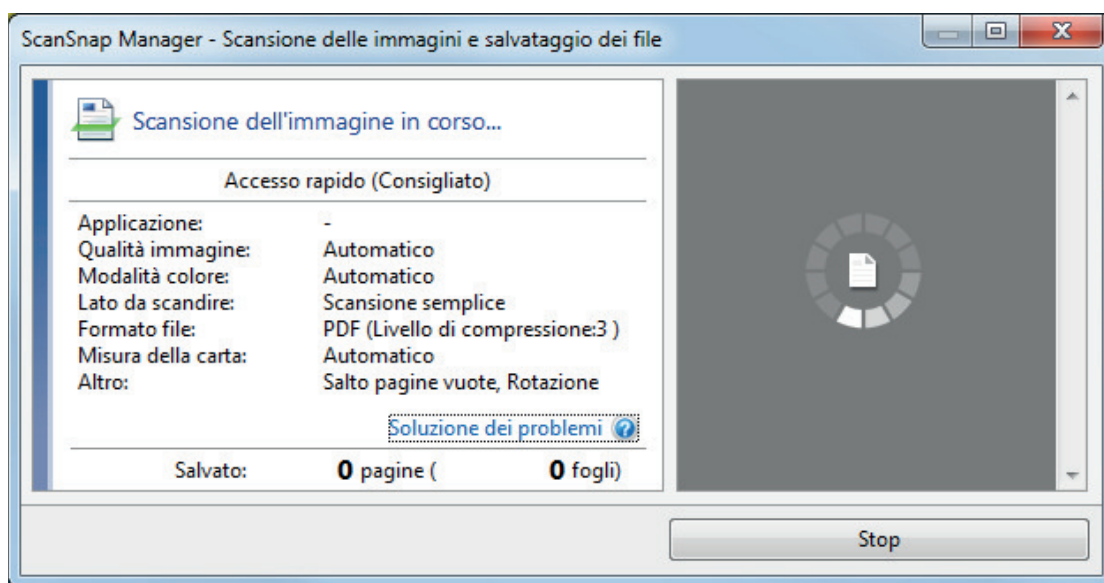 ScanSnap Manager - Scansione delle immagini e salvataggio dei file
Scansione dell'immagine in corso...
Accesso rapido (Consigliato)
Applicazione: -
Qualità immagine: Automatico
Modalità colore: Automatico
Lato da scandire: Scansione semplice
Formato file: PDF (Livello di compressione:3 )
Misura della carta: Automatico
Altro: Salto pagine vuote, Rotazione
Soluzione dei problemi ?
Salvato: 0 pagine ( 0 fogli)
Stop